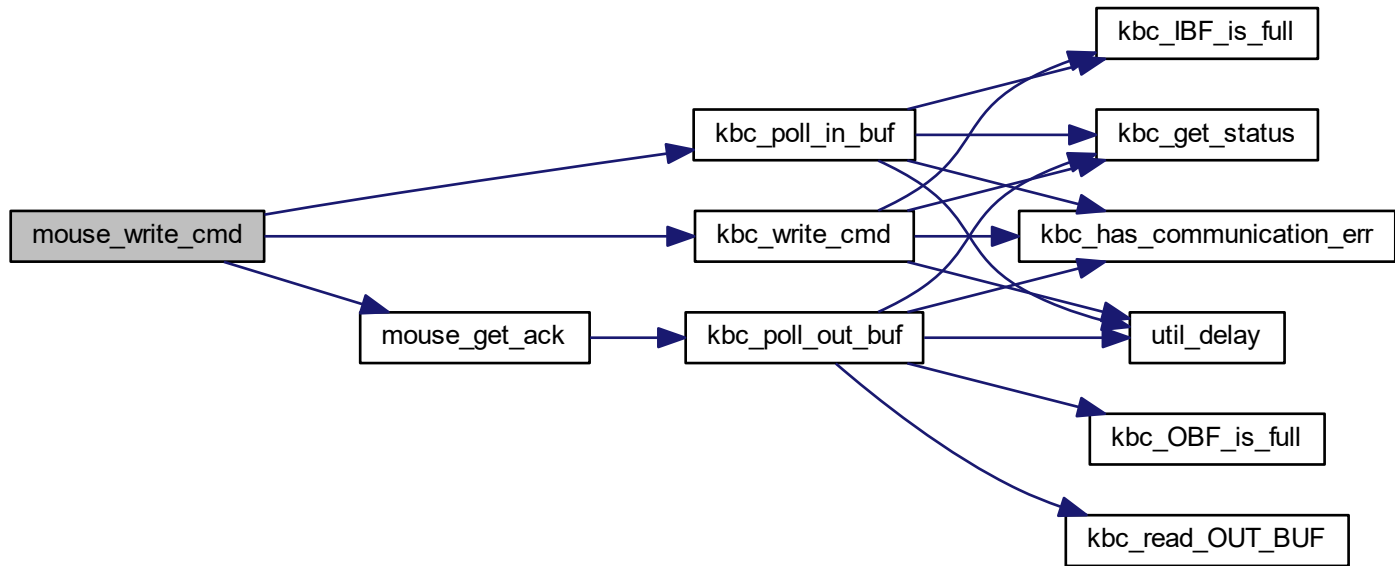 mouse_write_cmd
kbc_poll_in_buf
kbc_write_cmd
mouse_get_ack
kbc_poll_out_buf
kbc_IBF_is_full
kbc_get_status
kbc_has_communication_err
util_delay
kbc_OBF_is_full
kbc_read_OUT_BUF